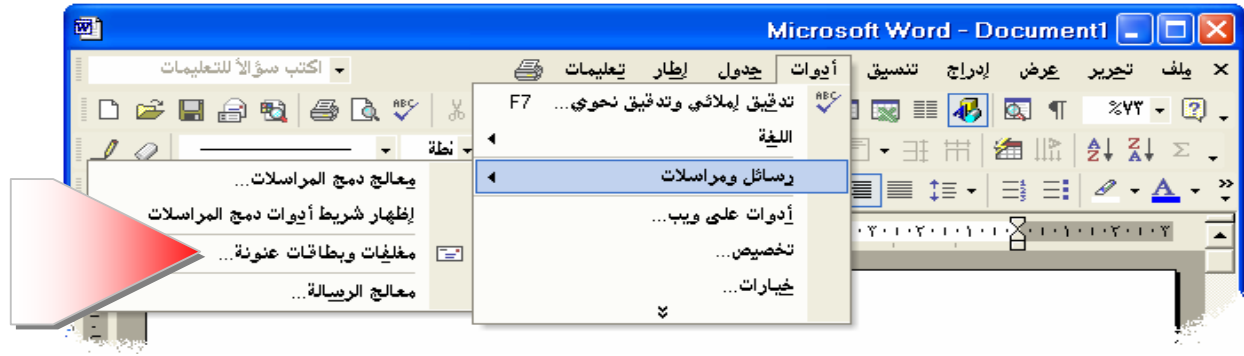 Microsoft Word - Document1
ملف تحرير عرض إدراج تنسيق أدوات جدول إطار تعليمات
اكتب سؤالاً للتعليمات
٪٧٣
تدقيق إملائي وتدقيق نحوي... F7
اللغة
رسائل ومراسلات
أدوات على ويب...
تخصيص...
خيارات...
معالج دمج المراسلات...
إظهار شريط أدوات دمج المراسلات
مغلفات وبطاقات عنونة...
معالج الرسالة...